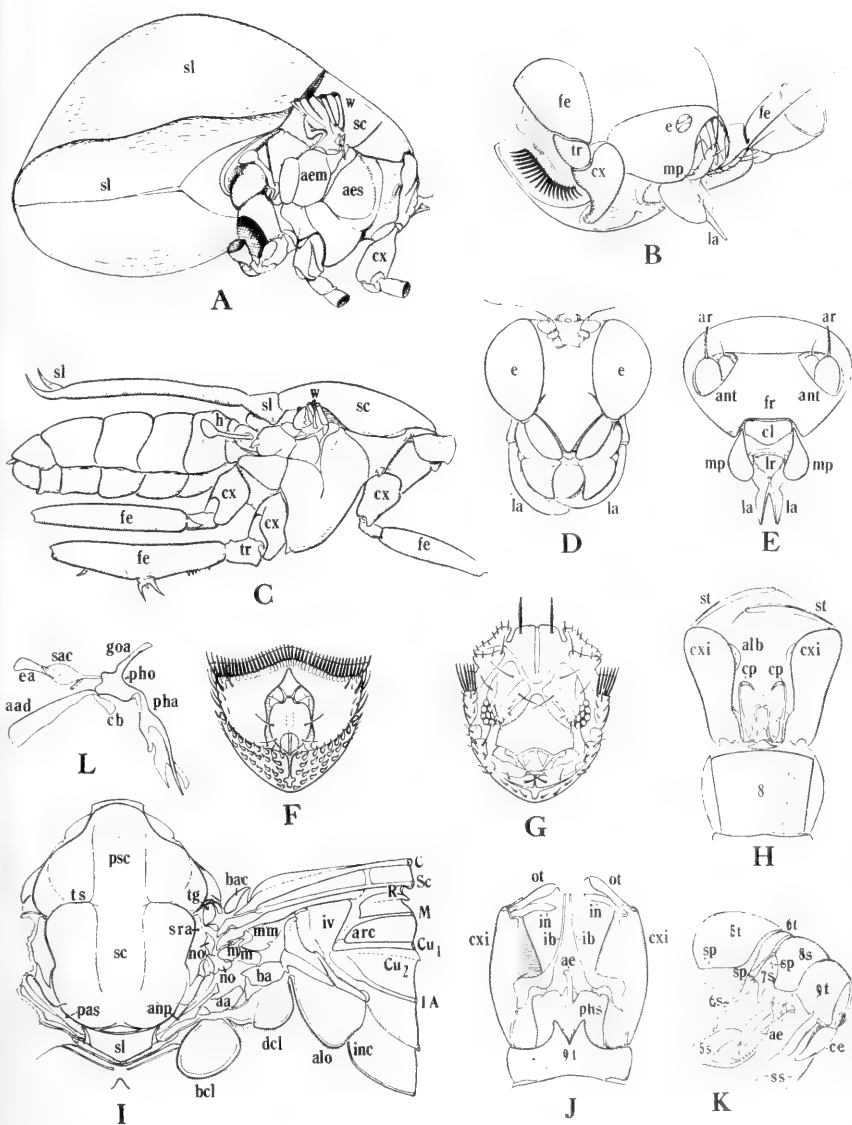 sl
w
sc
sl
aem
aes
cx
A
fe
e
fe
tr
cx
mp
la
B
sl
sl
w
sc
h
cx
cx
cx
fe
fe
tr
fe
C
e
e
la
la
D
ar
ar
ant
ant
fr
cl
mp
lr
mp
la
la
E
sac
goa
ea
pho
aad
cb
pha
L
F
G
st
st
cxi
alb
cxi
cp
cp
8
H
psc
bac
C
Sc
ts
tg
R
M
sra
mm
iv
arc
sc
no
m
m
Cu1
Cu2
no
ba
1A
pas
anp
aa
sl
dcl
alo
inc
bcl
I
ot
ot
in
in
cxi
ib
ib
cxi
ae
phs
9t
J
5t
6t
sp
8s
sp
sp
7s
6s
9t
5s
ae
ce
ss
K